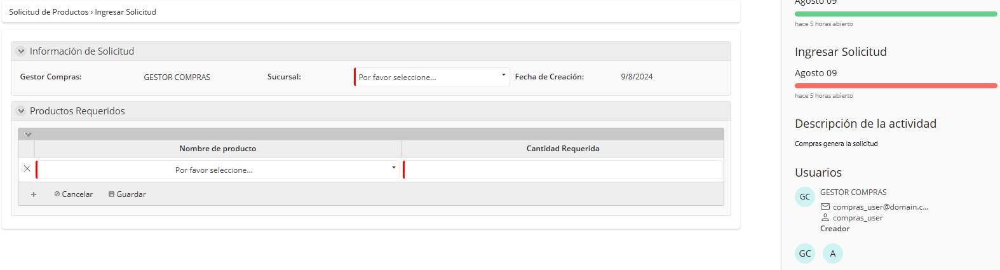 Solicitud de Productos › Ingresar Solicitud
Información de Solicitud
Gestor Compras: GESTOR COMPRAS Sucursal: Por favor seleccione... Fecha de Creación: 9/8/2024
Productos Requeridos
Nombre de producto Cantidad Requerida
Por favor seleccione...
Cancelar Guardar
Agosto 09
hace 5 horas abierto
Ingresar Solicitud
Agosto 09
hace 5 horas abierto
Descripción de la actividad
Compras genera la solicitud
Usuarios
GC GESTOR COMPRAS
compras_user@domain.c...
compras_user
Creador
GC A